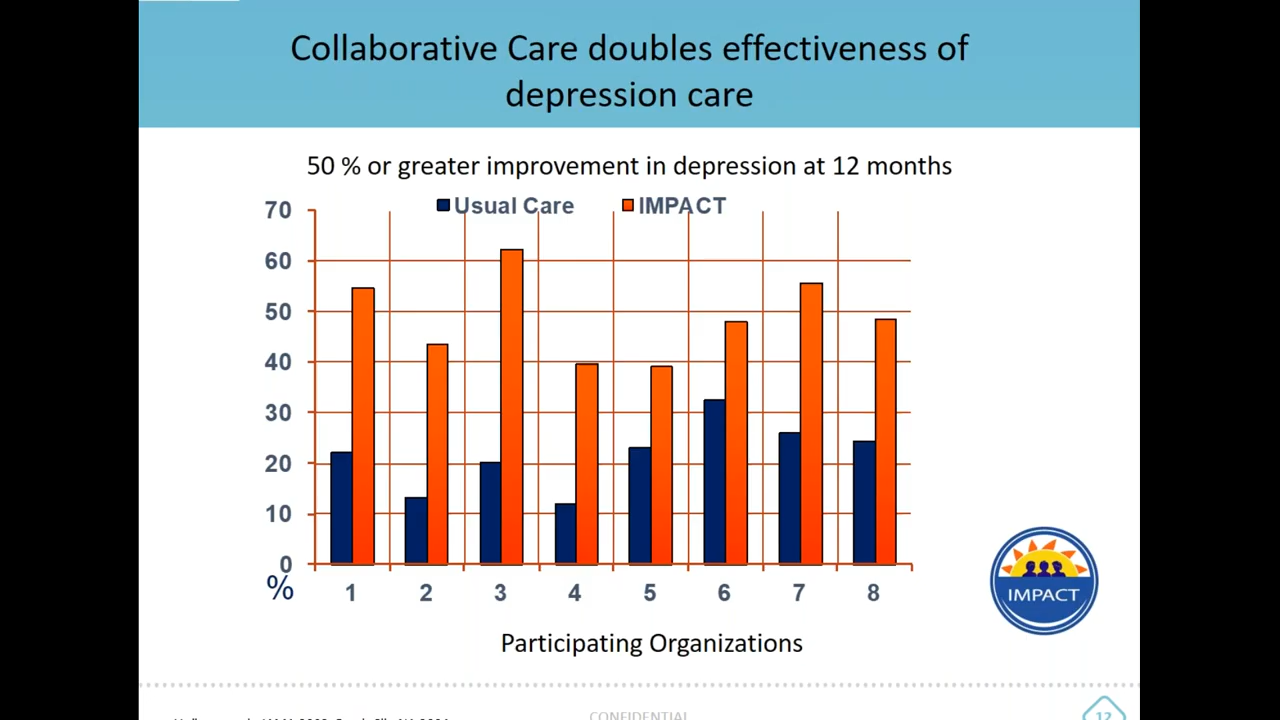 Collaborative Care doubles effectiveness of
depression care
50 % or greater improvement in depression at 12 months
Usual Care IMPACT
70
60
50
40
30
20
10
0
%
1 2 3 4 5 6 7 8
Participating Organizations
IMPACT
CONFIDENTIAL
12